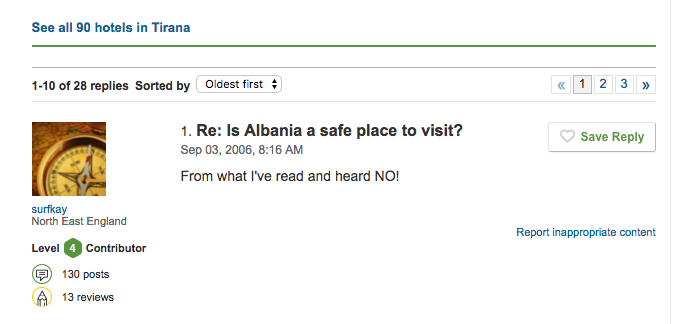 See all 90 hotels in Tirana
1-10 of 28 replies Sorted by Oldest first « 1 2 3 »
1. Re: Is Albania a safe place to visit?
Save Reply
Sep 03, 2006, 8:16 AM
From what I've read and heard NO!
surfkay
North East England
Report inappropriate content
Level 4 Contributor
130 posts
13 reviews